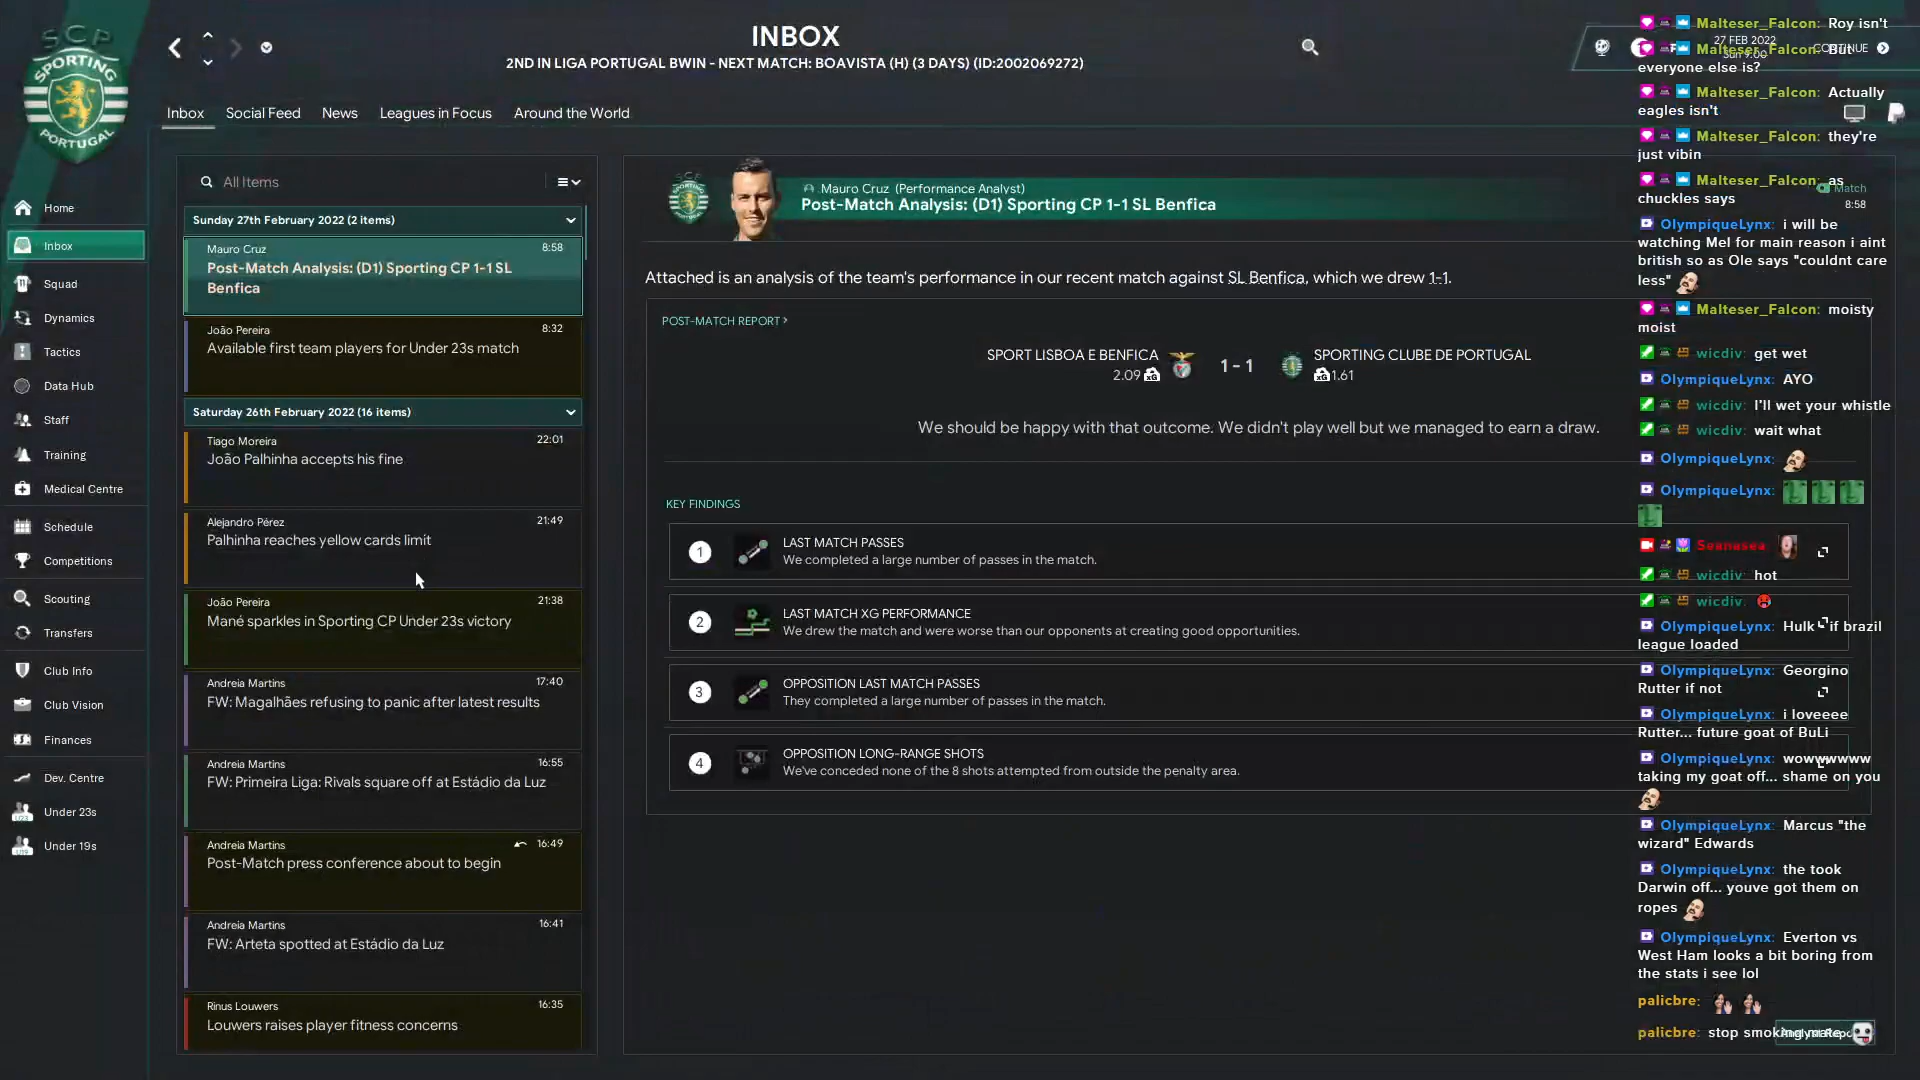 SCP
SPORTING
PORTUGAL
INBOX
2ND IN LIGA PORTUGAL BWIN - NEXT MATCH: BOAVISTA (H) (3 DAYS) (ID:2002069272)
27 FEB 2022
Sun 9:00
CONTINUE
Inbox
Social Feed
News
Leagues in Focus
Around the World
Home
Inbox
Squad
Dynamics
Tactics
Data Hub
Staff
Training
Medical Centre
Schedule
Competitions
Scouting
Transfers
Club Info
Club Vision
Finances
Dev. Centre
Under 23s
Under 19s
All Items
Sunday 27th February 2022 (2 items)
Mauro Cruz 8:58
Post-Match Analysis: (D1) Sporting CP 1-1 SL
Benfica
João Pereira 8:32
Available first team players for Under 23s match
Saturday 26th February 2022 (16 items)
Tiago Moreira 22:01
João Palhinha accepts his fine
Alejandro Pérez 21:49
Palhinha reaches yellow cards limit
João Pereira 21:38
Mané sparkles in Sporting CP Under 23s victory
Andreia Martins 17:40
FW: Magalhães refusing to panic after latest results
Andreia Martins 16:55
FW: Primeira Liga: Rivals square off at Estádio da Luz
Andreia Martins 16:49
Post-Match press conference about to begin
Andreia Martins 16:41
FW: Arteta spotted at Estádio da Luz
Rinus Louwers 16:35
Louwers raises player fitness concerns
Mauro Cruz (Performance Analyst)
Post-Match Analysis: (D1) Sporting CP 1-1 SL Benfica
Match
8:58
Attached is an analysis of the team's performance in our recent match against SL Benfica, which we drew 1-1.
POST-MATCH REPORT >
SPORT LISBOA E BENFICA 1 - 1 SPORTING CLUBE DE PORTUGAL
2.09 xG xG 1.61
We should be happy with that outcome. We didn't play well but we managed to earn a draw.
KEY FINDINGS
1 LAST MATCH PASSES
We completed a large number of passes in the match.
2 LAST MATCH XG PERFORMANCE
We drew the match and were worse than our opponents at creating good opportunities.
3 OPPOSITION LAST MATCH PASSES
They completed a large number of passes in the match.
4 OPPOSITION LONG-RANGE SHOTS
We've conceded none of the 8 shots attempted from outside the penalty area.
Malteser_Falcon: Roy isn't
Malteser_Falcon: But
everyone else is?
Malteser_Falcon: Actually
eagles isn't
Malteser_Falcon: they're
just vibin
Malteser_Falcon: as
chuckles says
OlympiqueLynx: i will be
watching Mel for main reason i aint
british so as Ole says "couldnt care
less"
Malteser_Falcon: moisty
moist
wicdiv: get wet
OlympiqueLynx: AYO
wicdiv: I'll wet your whistle
wicdiv: wait what
OlympiqueLynx:
OlympiqueLynx:
Seanasea
wicdiv: hot
wicdiv:
OlympiqueLynx: Hulk if brazil
league loaded
OlympiqueLynx: Georgino
Rutter if not
OlympiqueLynx: i loveeee
Rutter... future goat of BuLi
OlympiqueLynx: wowwwwww
taking my goat off... shame on you
OlympiqueLynx: Marcus "the
wizard" Edwards
OlympiqueLynx: the took
Darwin off... youve got them on
ropes
OlympiqueLynx: Everton vs
West Ham looks a bit boring from
the stats i see lol
palicbre:
palicbre: stop smoking mate